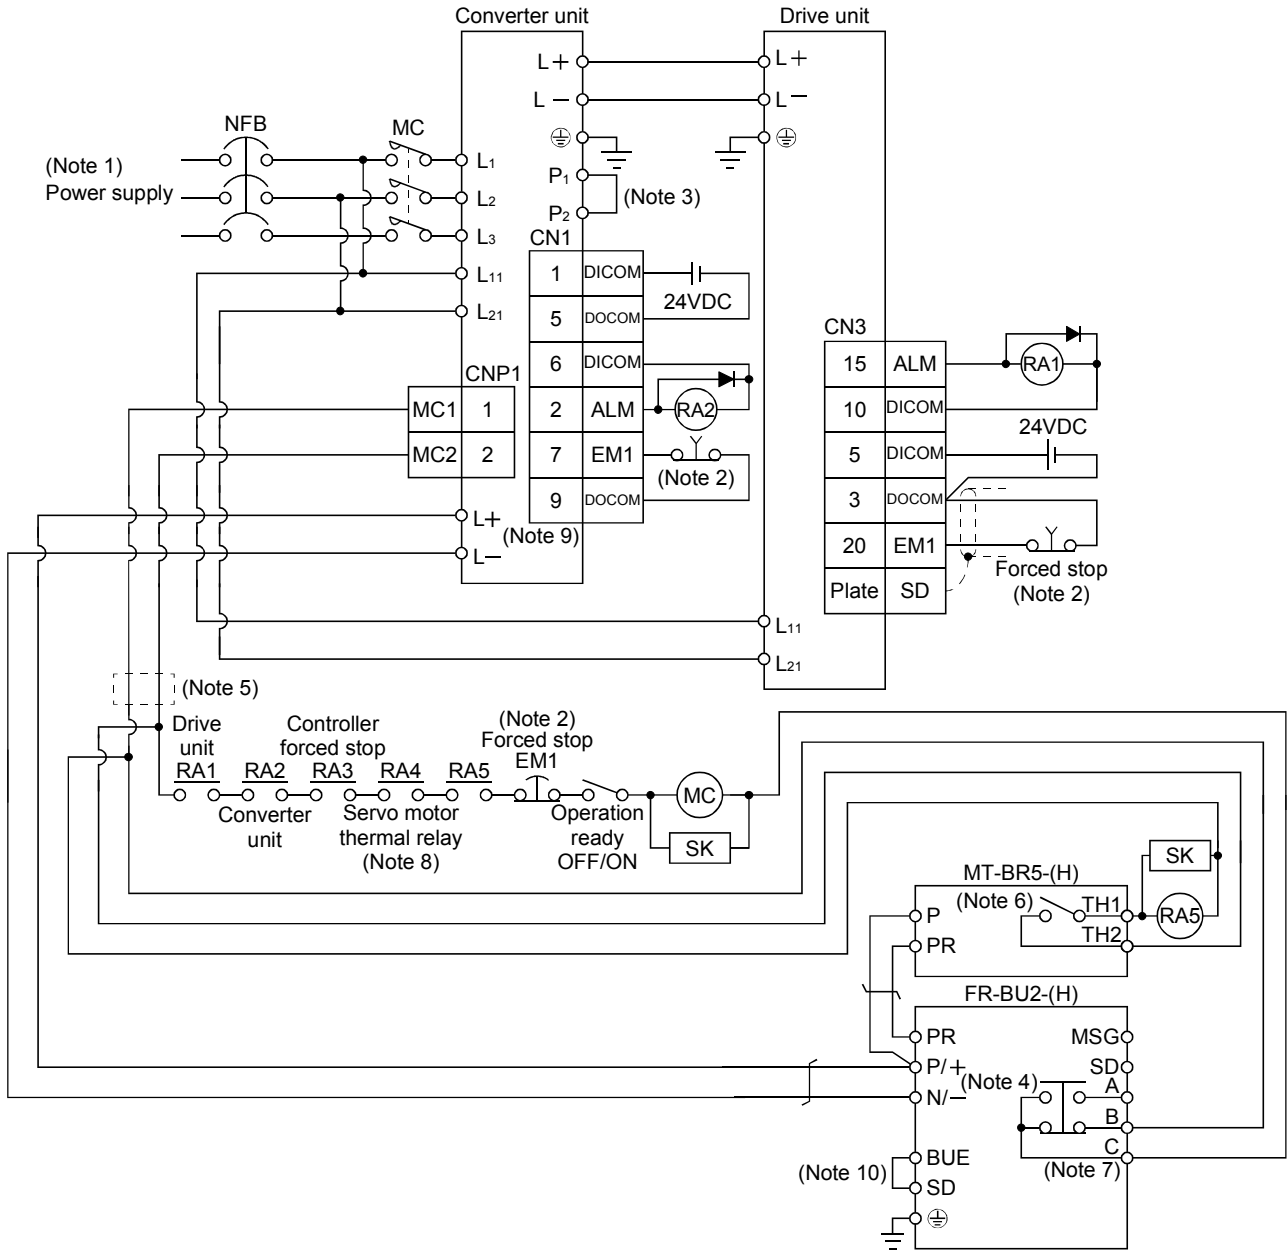 Converter unit
Drive unit
L+
L+
L−
L−
NFB
MC
(Note 1)
Power supply
L1
P1
(Note 3)
L2
P2
L3
CN1
L11
1 DICOM
24VDC
L21
5 DOCOM
CN3
6 DICOM
15 ALM
RA1
CNP1
MC1 1
2 ALM
RA2
10 DICOM
24VDC
MC2 2
7 EM1
(Note 2)
5 DICOM
9 DOCOM
3 DOCOM
L+
(Note 9)
20 EM1
L−
Forced stop
(Note 2)
Plate SD
L11
L21
(Note 5)
Drive
unit
RA1
RA2
Controller
forced stop
RA3
RA4
RA5
(Note 2)
Forced stop
EM1
MC
Converter
unit
Servo motor
thermal relay
(Note 8)
Operation
ready
OFF/ON
SK
SK
MT-BR5-(H)
(Note 6)
TH1
P
RA5
TH2
PR
FR-BU2-(H)
PR
MSG
P/+
SD
(Note 4)
A
N/−
B
C
BUE
(Note 7)
(Note 10)
SD